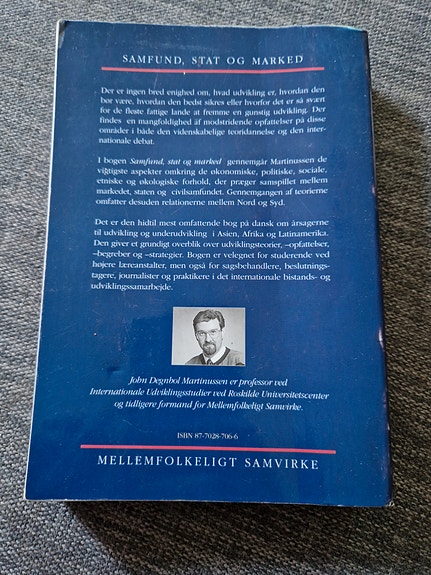 SAMFUND, STAT OG MARKED
Der er ingen bred enighed om, hvad udvikling er, hvordan den
bør være, hvordan den bedst sikres eller hvorfor det er så svært
for de fleste fattige lande at fremme en gunstig udvikling. Der
findes en mangfoldighed af modstridende opfattelser på disse
områder i både den videnskabelige teoridannelse og den inter-
nationale debat.
I bogen Samfund, stat og marked gennemgår Martinussen de
vigtigste aspekter omkring de økonomiske, politiske, sociale,
etniske og økologiske forhold, der præger samspillet mellem
markedet, staten og civilsamfundet. Gennemgangen af teorierne
omfatter desuden relationerne mellem Nord og Syd.
Det er den hidtil mest omfattende bog på dansk om årsagerne
til udvikling og underudvikling i Asien, Afrika og Latinamerika.
Den giver et grundigt overblik over udviklingsteorier, –opfattelser,
–begreber og –strategier. Bogen er velegnet for studerende ved
højere læreanstalter, men også for sagsbehandlere, beslutnings-
tagere, journalister og praktikere i det internationale bistands- og
udviklingssamarbejde.
John Degnbol Martinussen er professor ved
Internationale Udviklingsstudier ved Roskilde Universitetscenter
og tidligere formand for Mellemfolkeligt Samvirke.
ISBN 87-7028-706-6
MELLEMFOLKELIGT SAMVIRKE